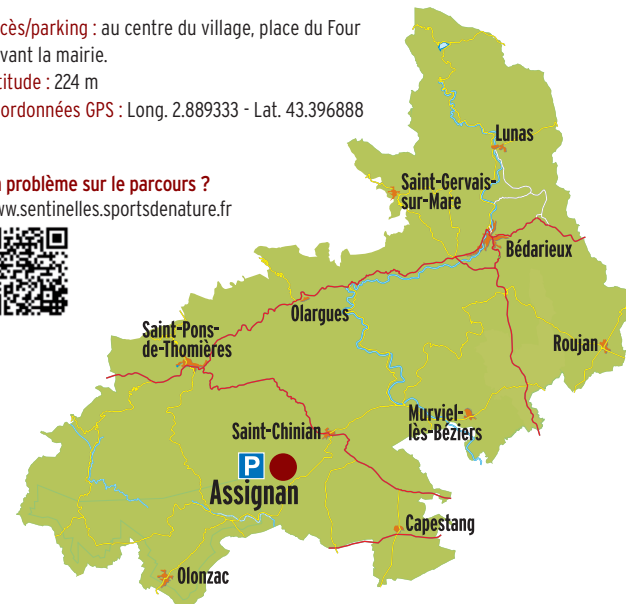 cès/parking : au centre du village, place du Four
vant la mairie.
titude : 224 m
ordonnées GPS : Long. 2.889333 - Lat. 43.396888
problème sur le parcours ?
ww.sentinelles.sportsdenature.fr
Lunas
Saint-Gervais-
sur-Mare
Bédarieux
Olargues
Saint-Pons-
de-Thomières
Roujan
Murviel-
lès-Béziers
Saint-Chinian
P
Assignan
Capestang
Olonzac